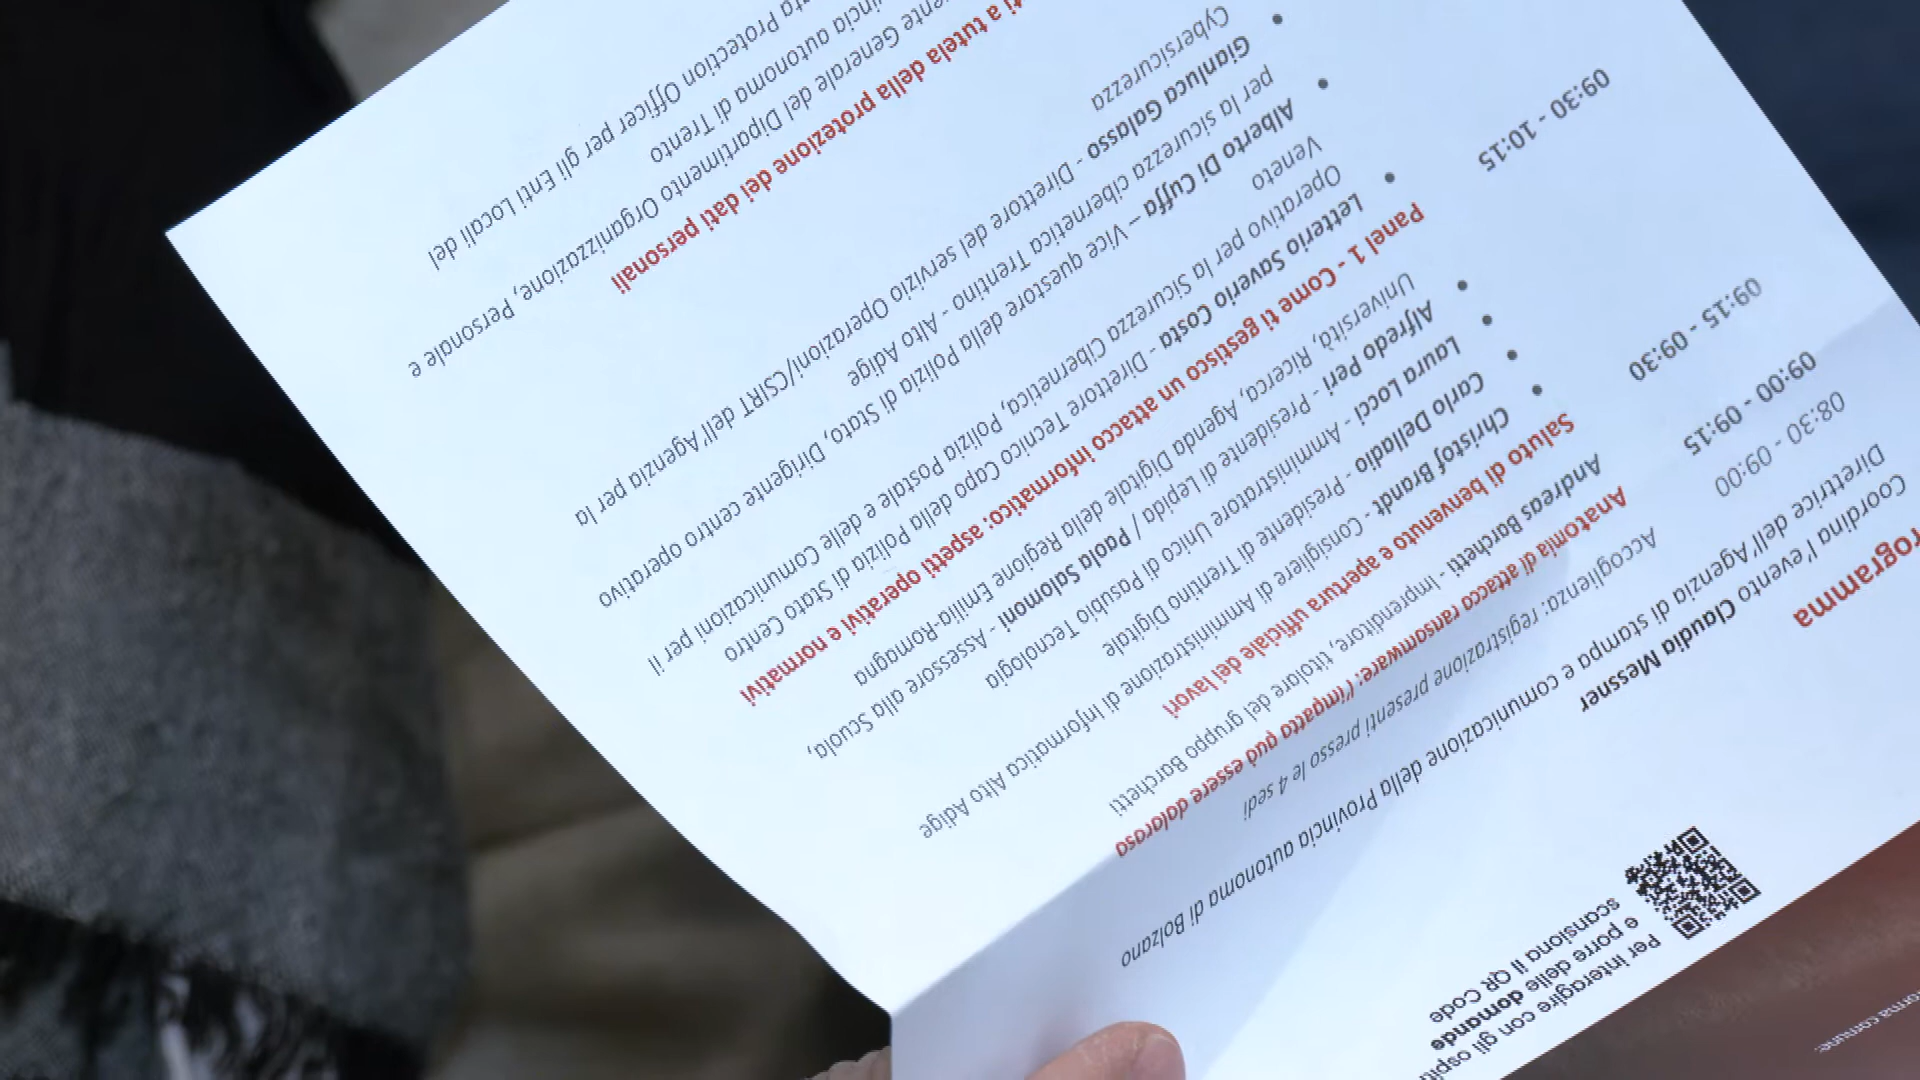 Per interagire con gli ospiti
e porre delle domande
scansiona il QR Code
rogramma
Coordina l'evento Claudia Messner
Direttrice dell'Agenzia di stampa e comunicazione della Provincia autonoma di Bolzano
08:30 - 09:00 Accoglienza: registrazione presenti presso le 4 sedi
09:00 - 09:15 Anatomia di attacco ransomware: l'impatto può essere doloroso
Andreas Barchetti - Imprenditore, titolare del gruppo Barchetti
09:15 - 09:30 Saluto di benvenuto e apertura ufficiale dei lavori
• Christof Brandt - Consigliere di Amministrazione di Informatica Alto Adige
• Carlo Delladio - Presidente di Trentino Digitale
• Laura Locci - Amministratore Unico di Pasubio Tecnologia
• Alfredo Peri - Presidente di Lepida / Paola Salomoni - Assessore alla Scuola,
Università, Ricerca, Agenda Digitale della Regione Emilia-Romagna
09:30 - 10:15 Panel 1 - Come ti gestisco un attacco informatico: aspetti operativi e normativi
• Letterio Saverio Costa - Direttore Tecnico Capo della Polizia di Stato Centro
Operativo per la Sicurezza Cibernetica, Polizia Postale e delle Comunicazioni per il
Veneto
• Alberto Di Cuffa – Vice questore della Polizia di Stato, Dirigente centro operativo
per la sicurezza cibernetica Trentino - Alto Adige
• Gianluca Galasso - Direttore del servizio Operazioni/CSIRT dell'Agenzia per la
Cybersicurezza
ti a tutela della protezione dei dati personali
Generale del Dipartimento Organizzazione, Personale e
autonoma di Trento
Protection Officer per gli Enti Locali del